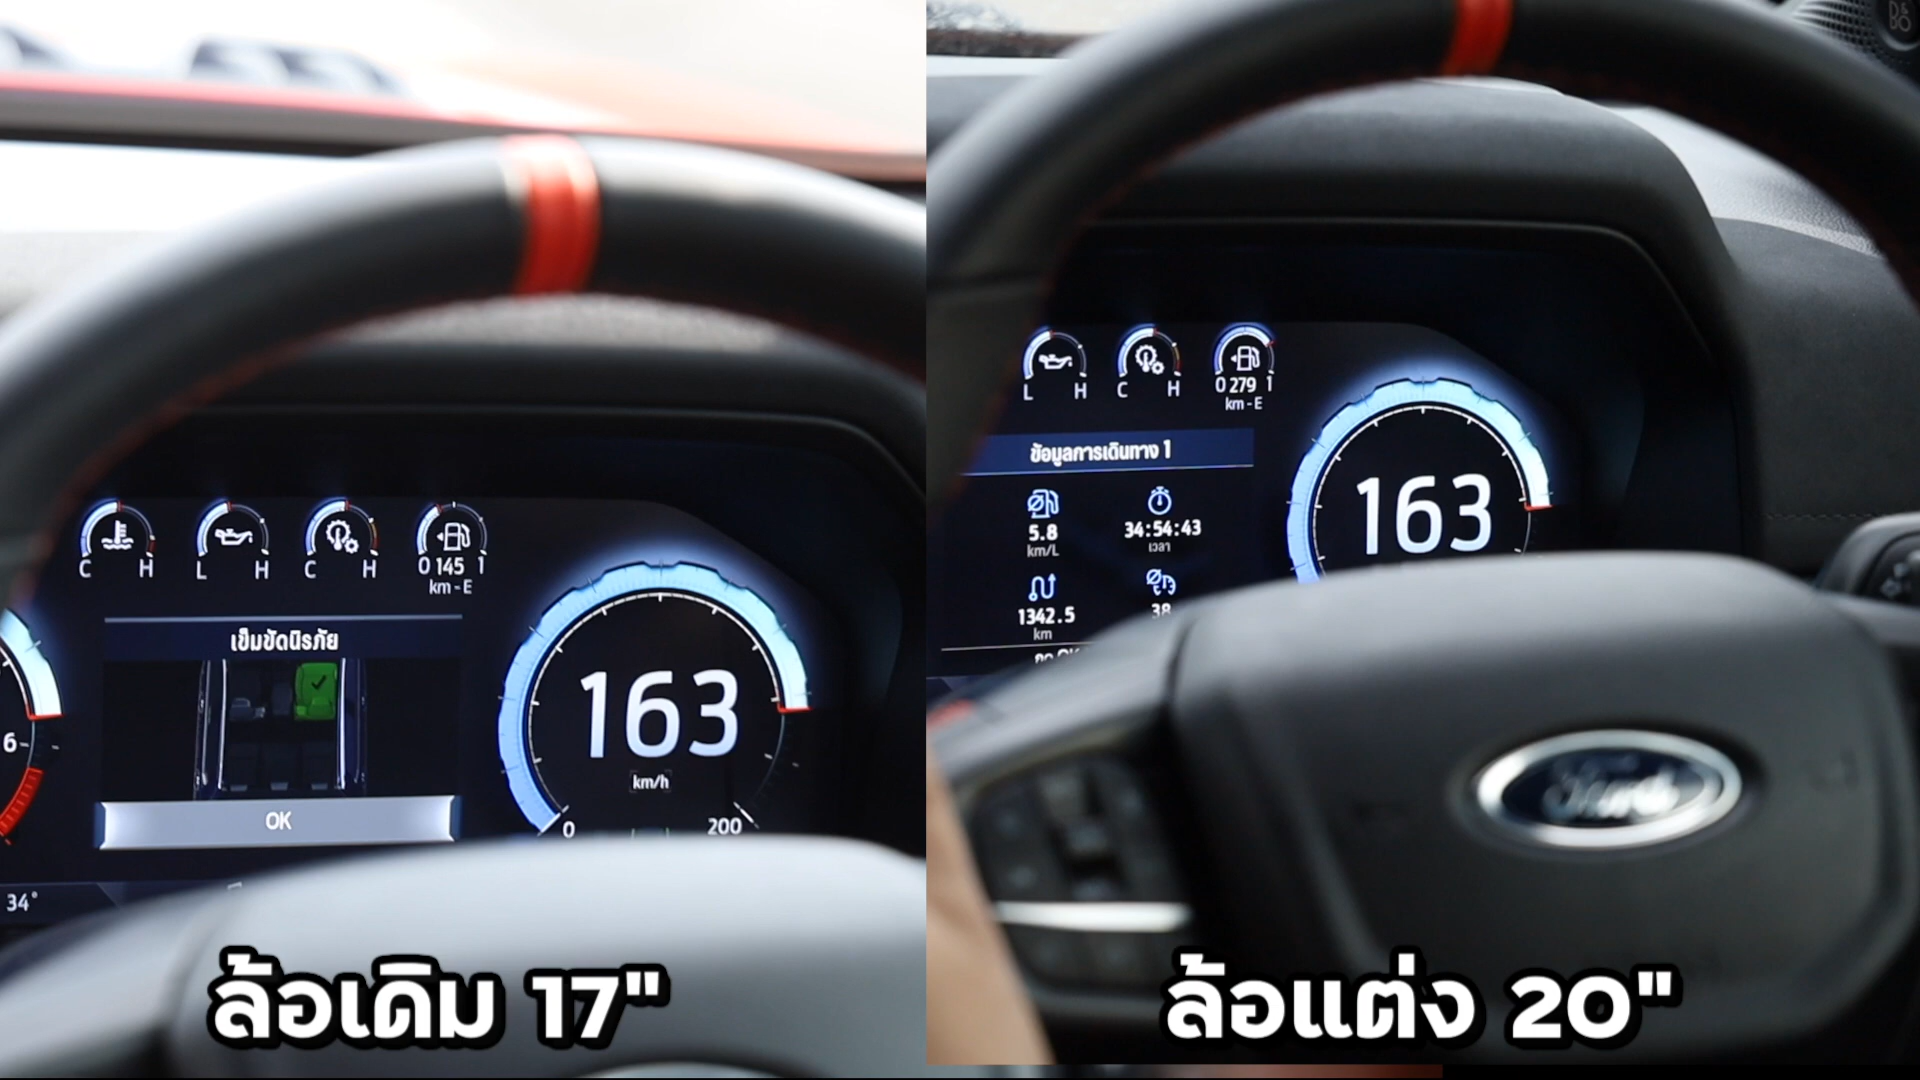 C H
L H
C H
0 145 1
km - E
เข็มขัดนิรภัย
OK
6
163
km/h
0
200
34°
ล้อเดิม 17"
L H
C H
0 279 1
km - E
ข้อมูลการเดินทาง 1
5.8
km/L
34:54:43
เวลา
1342.5
km
38
163
Ford
ล้อแต่ง 20"